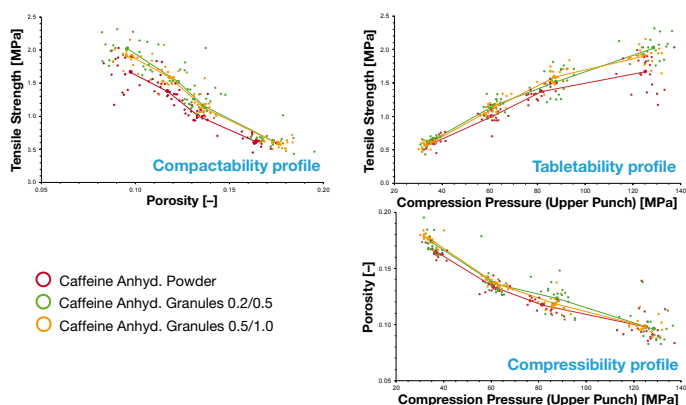 Tensile Strength [MPa]
2.5
2.0
1.5
1.0
0.5
0.0
0.05
0.10
0.15
0.20
Porosity [–]
Compactability profile
Tensile Strength [MPa]
2.5
2.0
1.5
1.0
0.5
0.0
20
40
60
80
100
120
140
Compression Pressure (Upper Punch) [MPa]
Tabletability profile
Caffeine Anhyd. Powder
Caffeine Anhyd. Granules 0.2/0.5
Caffeine Anhyd. Granules 0.5/1.0
Porosity [–]
0.20
0.15
0.10
0.05
20
40
60
80
100
120
140
Compression Pressure (Upper Punch) [MPa]
Compressibility profile